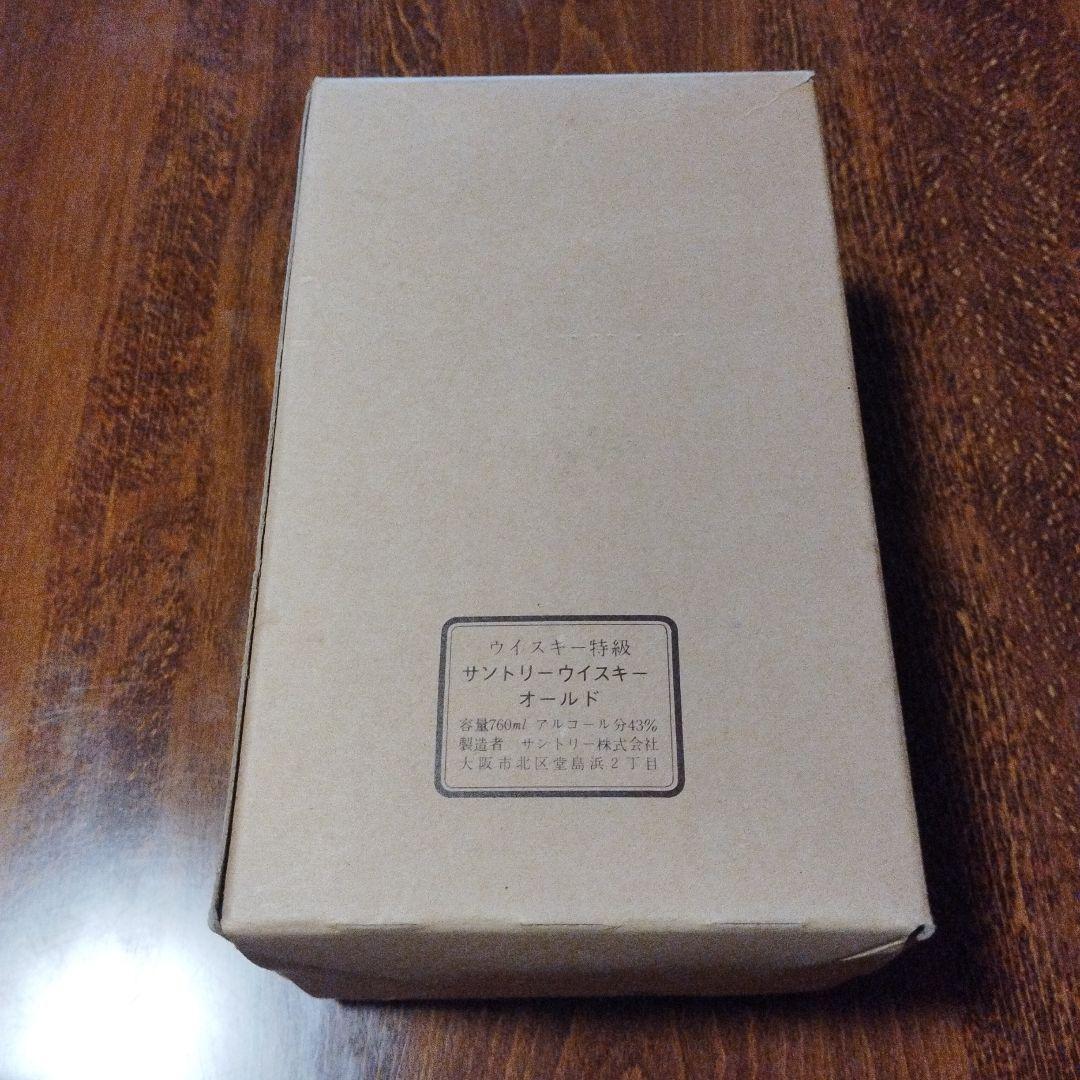 ウイスキー特級
サントリーウイスキー
オールド
容量760ml アルコール分43%
製造者 サントリー株式会社
大阪市北区堂島浜2丁目